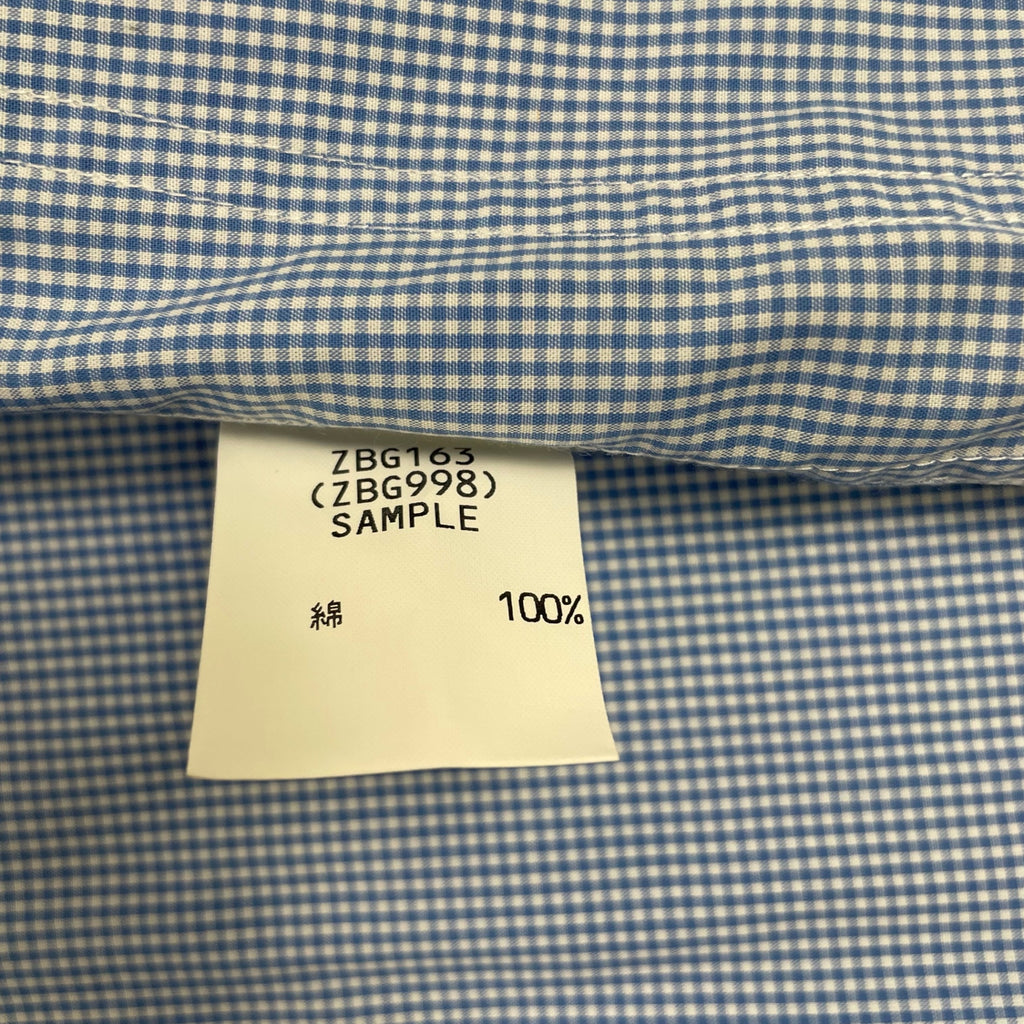 ZBG163
(ZBG998)
SAMPLE
綿 100%